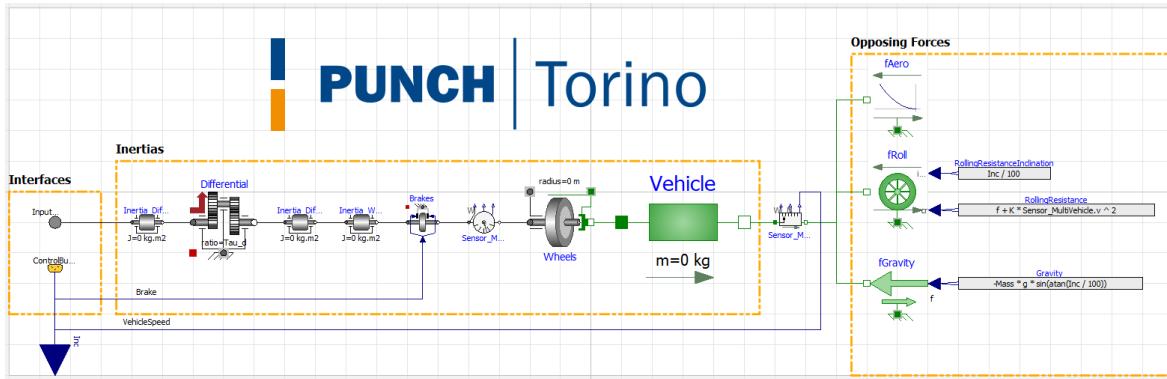 Opposing Forces
fAero
PUNCH Torino
Inertias
fRoll
RollingResistanceInclination
i...
Inc / 100
Interfaces
Differential
radius=0 m
Vehicle
RollingResistance
f + K * Sensor_MultiVehicle.v ^ 2
Input...
Inertia_Dif...
Inertia_Dif...
Inertia_W...
Brakes
W
W
J=0 kg.m2
ratio=Tau_d
J=0 kg.m2
J=0 kg.m2
Sensor_M...
Wheels
Sensor_M...
m=0 kg
ControlBu...
fGravity
Gravity
-Mass * g * sin(atan(Inc / 100))
f
Brake
VehicleSpeed
Inc